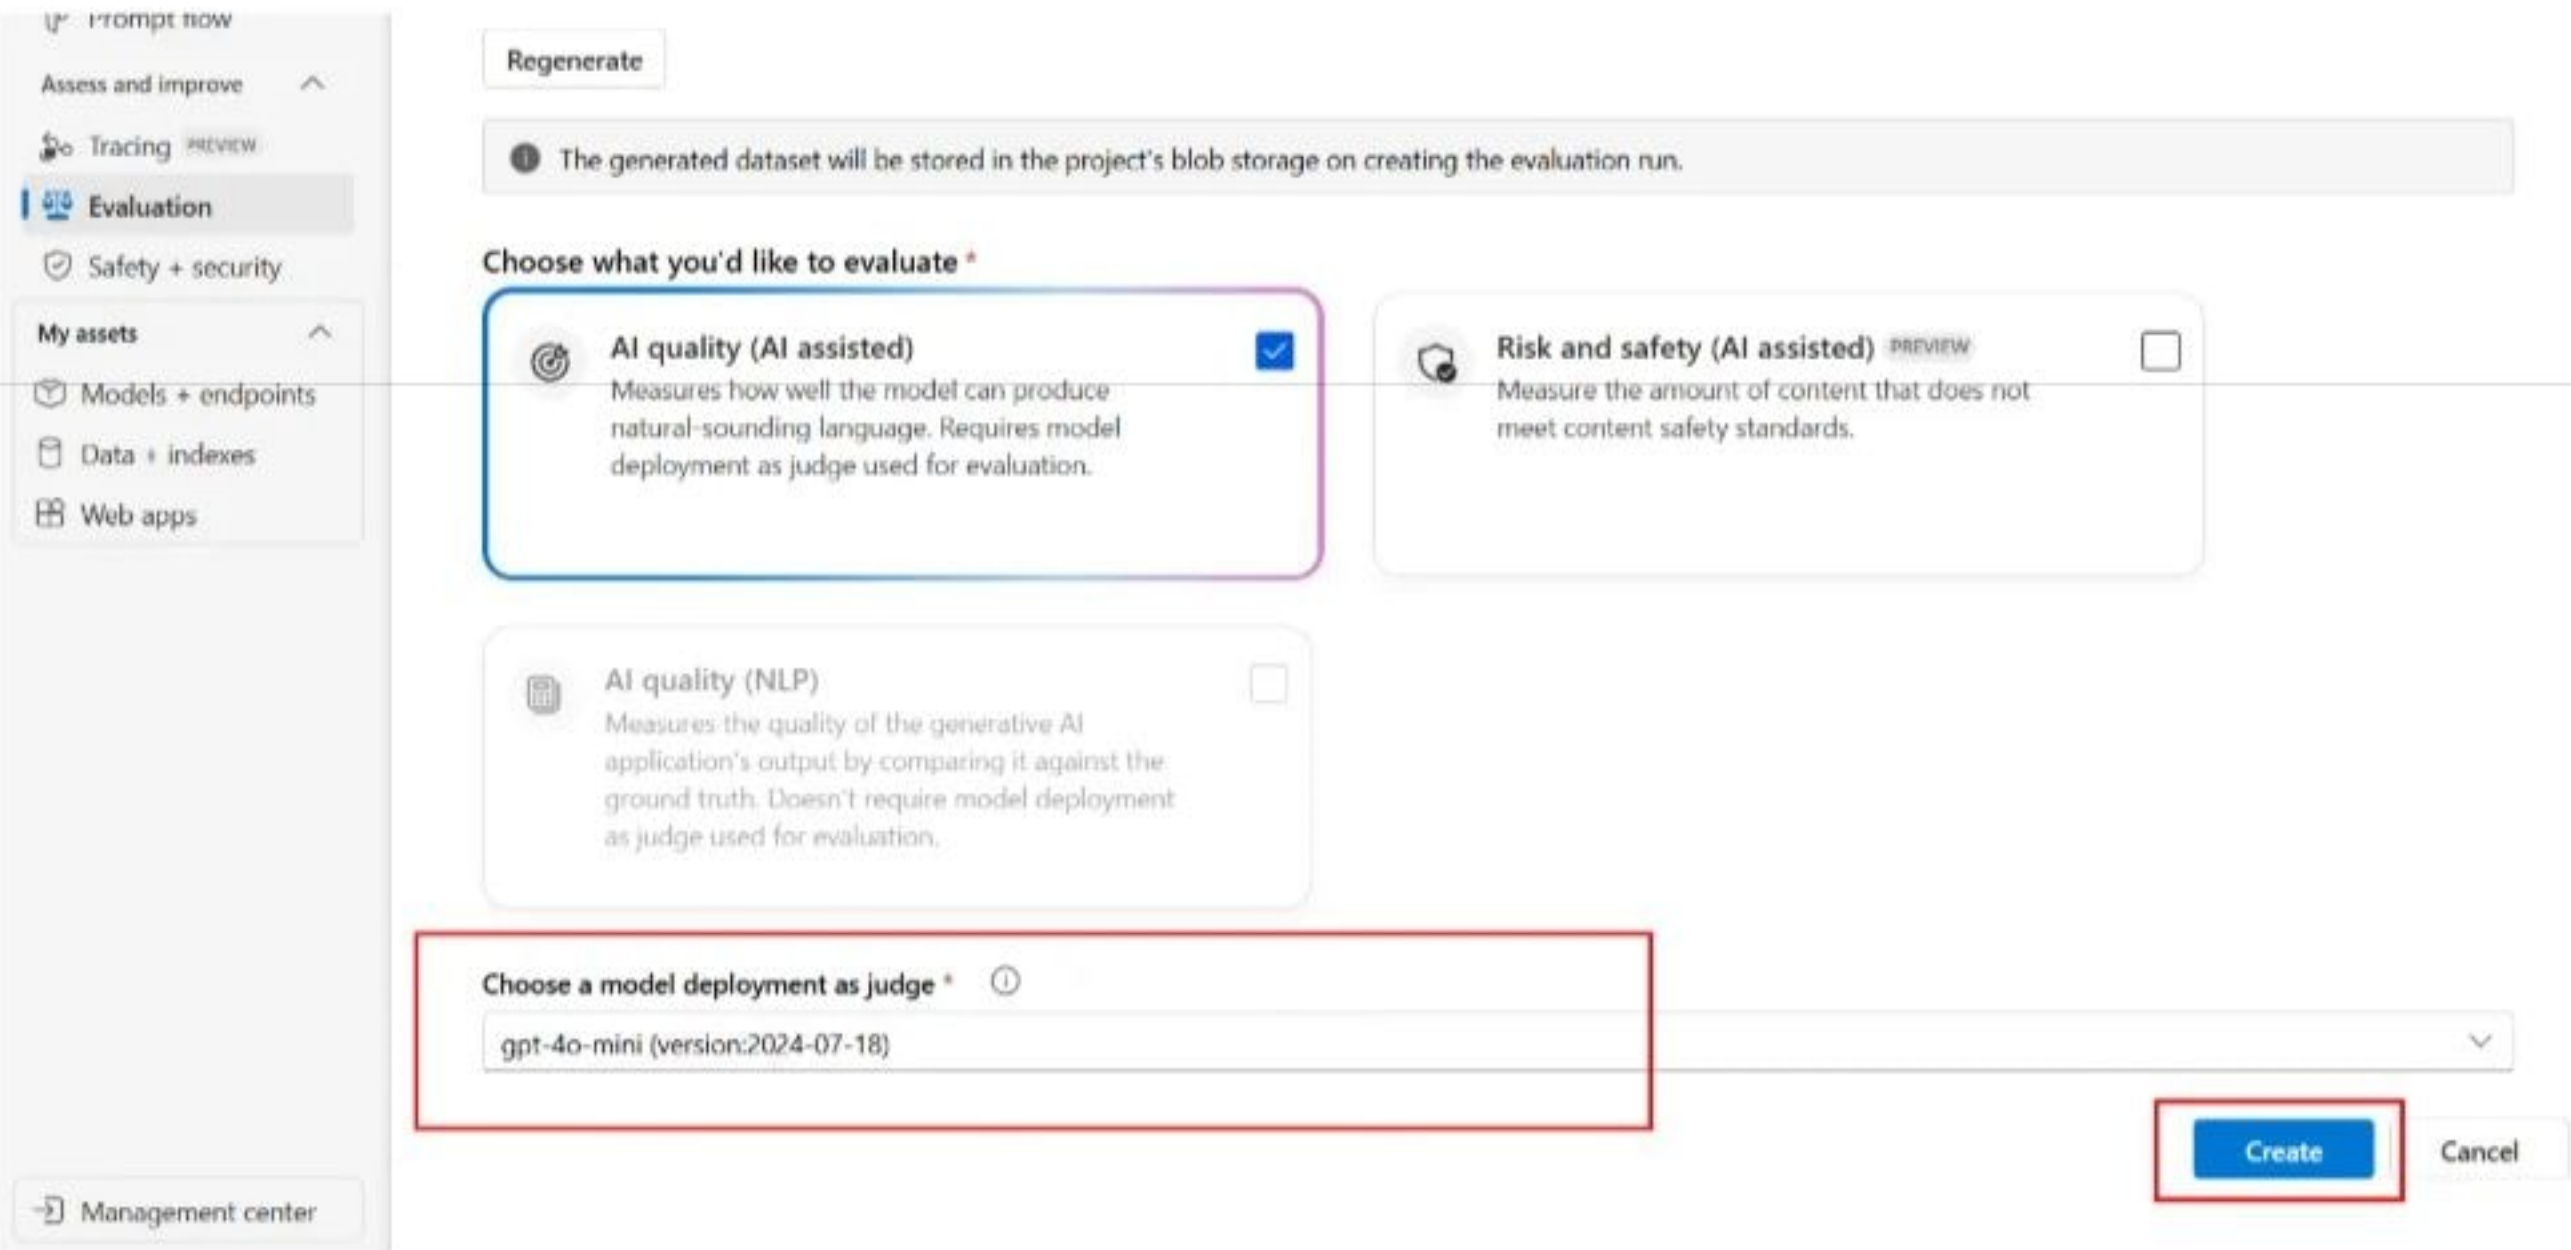 Prompt flow
Assess and improve
Tracing PREVIEW
Evaluation
Safety + security
My assets
Models + endpoints
Data + indexes
Web apps
Management center
Regenerate
The generated dataset will be stored in the project's blob storage on creating the evaluation run.
Choose what you'd like to evaluate *
AI quality (AI assisted)
Measures how well the model can produce
natural-sounding language. Requires model
deployment as judge used for evaluation.
Risk and safety (AI assisted) PREVIEW
Measure the amount of content that does not
meet content safety standards.
AI quality (NLP)
Measures the quality of the generative AI
application's output by comparing it against the
ground truth. Doesn't require model deployment
as judge used for evaluation.
Choose a model deployment as judge *
gpt-4o-mini (version:2024-07-18)
Create
Cancel